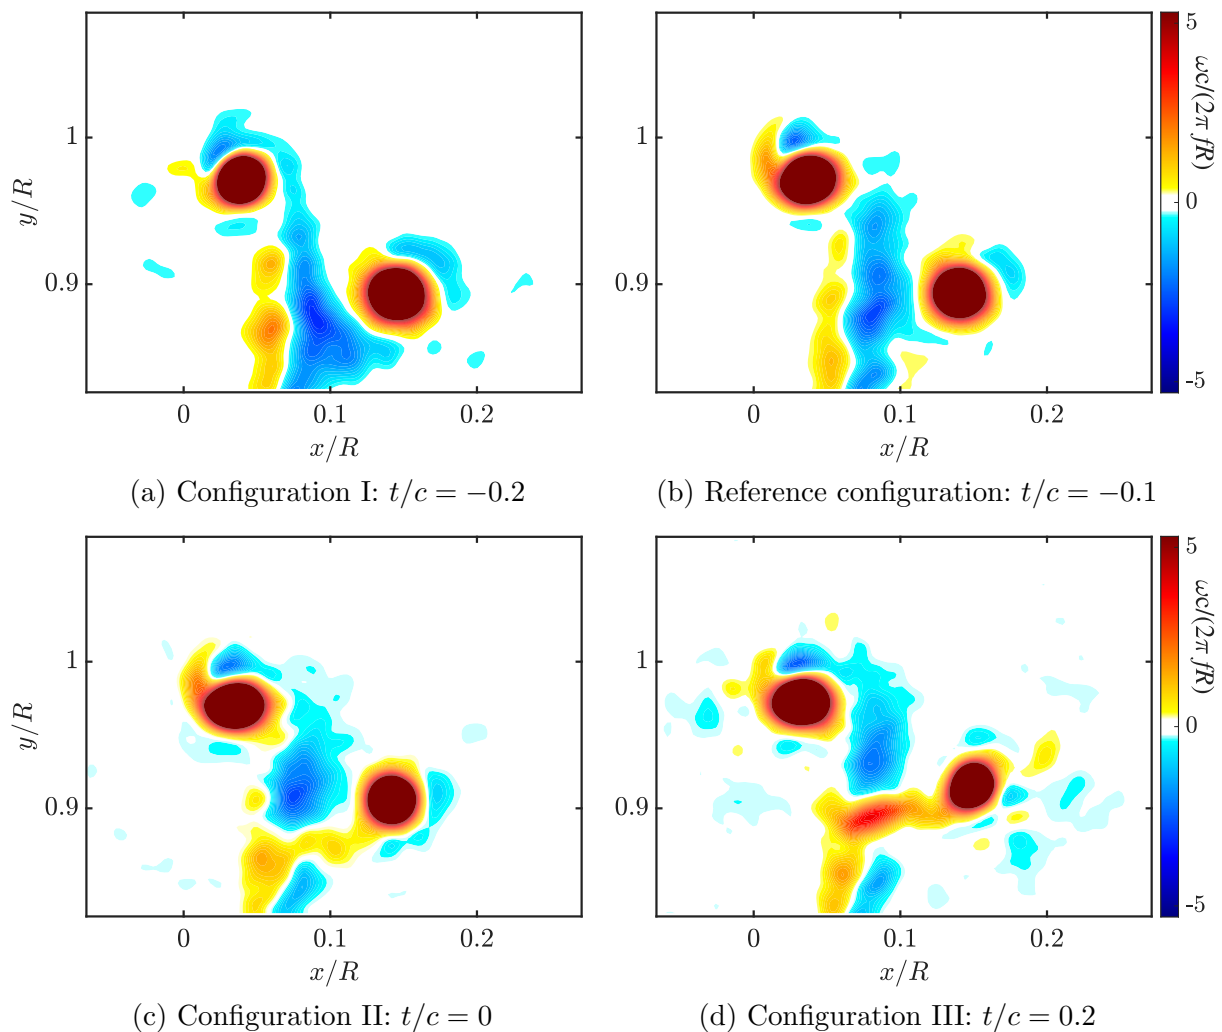 1
0.9
y/R
0
0.1
0.2
x/R
(a) Configuration I: t/c = −0.2
1
0.9
0
0.1
0.2
x/R
5
0
-5
ωc/(2π fR)
(b) Reference configuration: t/c = −0.1
1
0.9
y/R
0
0.1
0.2
x/R
(c) Configuration II: t/c = 0
1
0.9
0
0.1
0.2
x/R
5
0
-5
ωc/(2π fR)
(d) Configuration III: t/c = 0.2